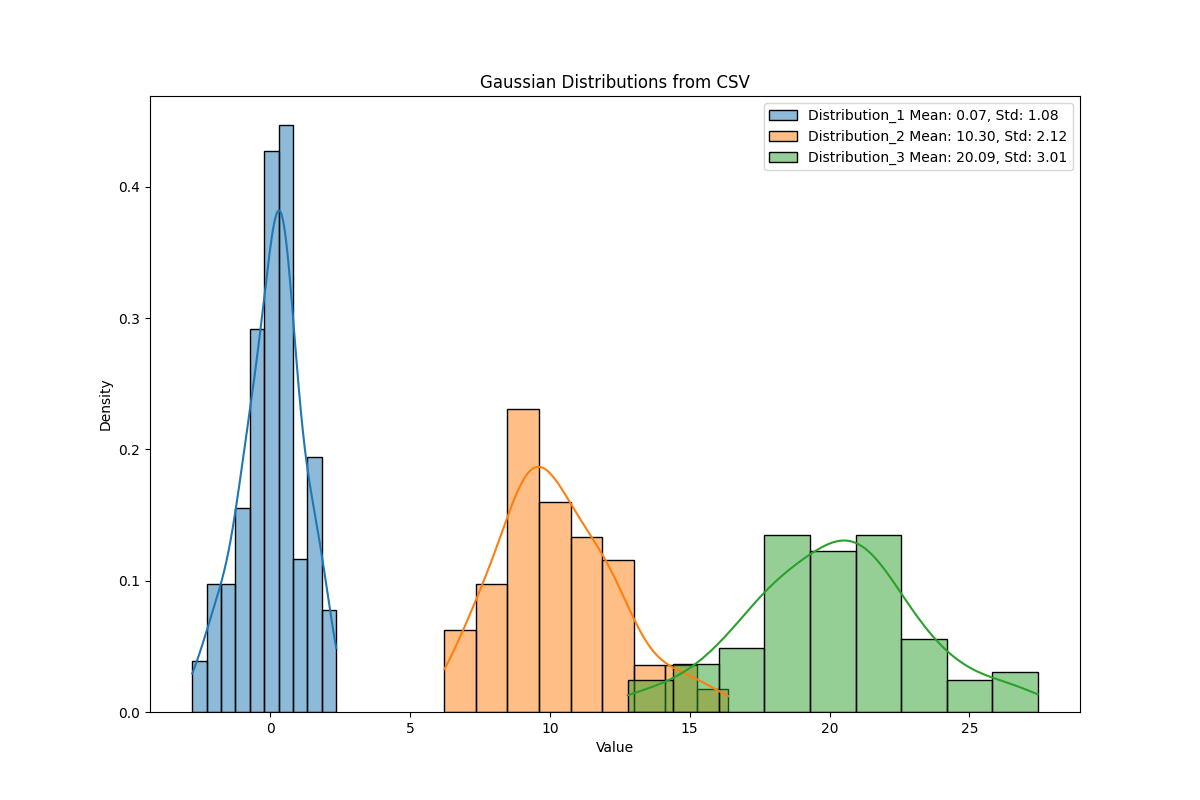 Gaussian Distributions from CSV
Distribution_1 Mean: 0.07, Std: 1.08
Distribution_2 Mean: 10.30, Std: 2.12
Distribution_3 Mean: 20.09, Std: 3.01
Density
0.4
0.3
0.2
0.1
0.0
0 5 10 15 20 25
Value